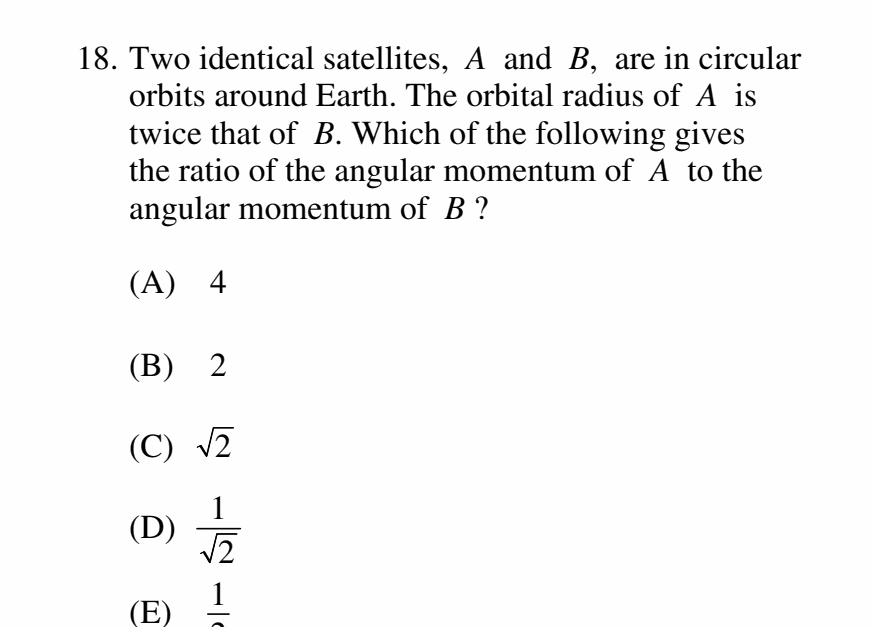 18. Two identical satellites, A and B, are in circular
orbits around Earth. The orbital radius of A is
twice that of B. Which of the following gives
the ratio of the angular momentum of A to the
angular momentum of B ?
(A) 4
(B) 2
(C) √2
(D) 1/√2
(E) 1